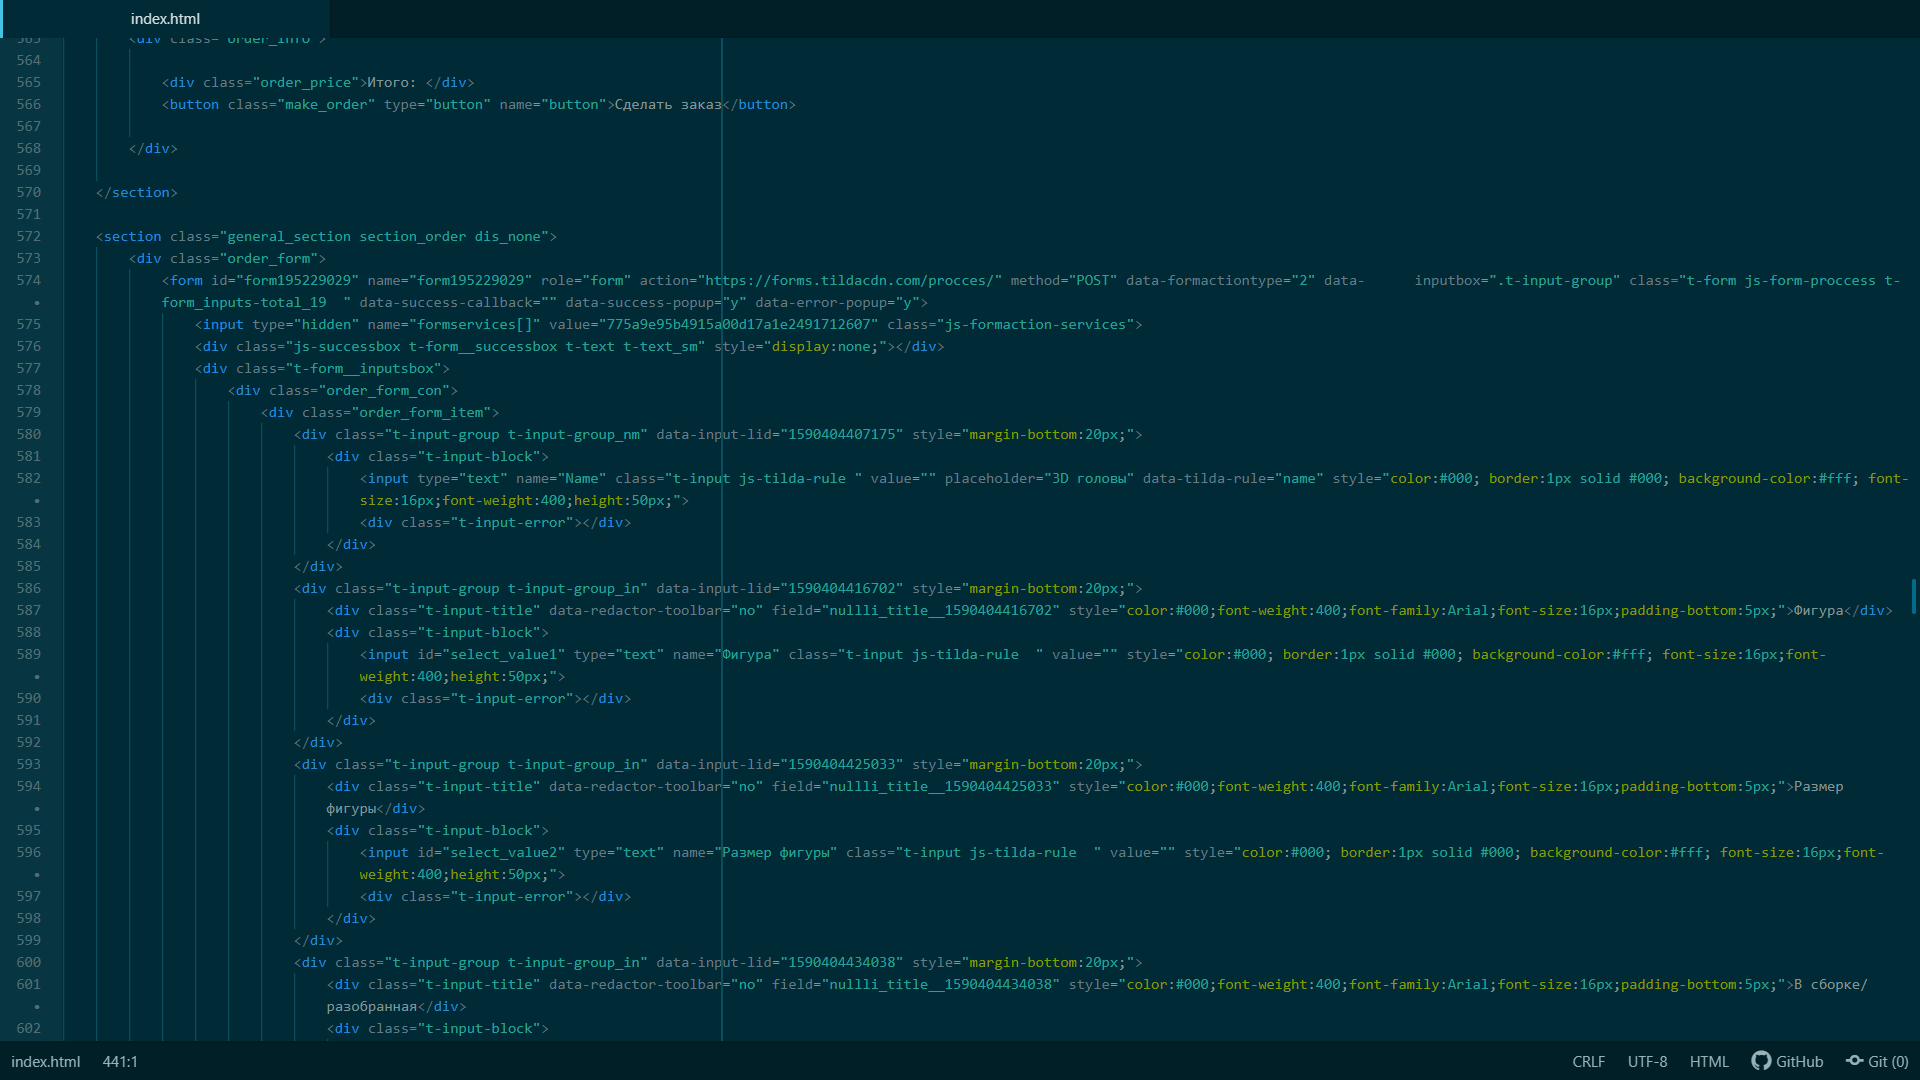 index.html
563 <div class="order_info">
564
565 <div class="order_price">Итого: </div>
566 <button class="make_order" type="button" name="button">Сделать заказ</button>
567
568 </div>
569
570 </section>
571
572 <section class="general_section section_order dis_none">
573 <div class="order_form">
574 <form id="form195229029" name="form195229029" role="form" action="https://forms.tildacdn.com/procces/" method="POST" data-formactiontype="2" data-      inputbox=".t-input-group" class="t-form js-form-proccess t-
• form_inputs-total_19  " data-success-callback="" data-success-popup="y" data-error-popup="y">
575 <input type="hidden" name="formservices[]" value="775a9e95b4915a00d17a1e2491712607" class="js-formaction-services">
576 <div class="js-successbox t-form__successbox t-text t-text_sm" style="display:none;"></div>
577 <div class="t-form__inputsbox">
578 <div class="order_form_con">
579 <div class="order_form_item">
580 <div class="t-input-group t-input-group_nm" data-input-lid="1590404407175" style="margin-bottom:20px;">
581 <div class="t-input-block">
582 <input type="text" name="Name" class="t-input js-tilda-rule " value="" placeholder="3D головы" data-tilda-rule="name" style="color:#000; border:1px solid #000; background-color:#fff; font-
• size:16px;font-weight:400;height:50px;">
583 <div class="t-input-error"></div>
584 </div>
585 </div>
586 <div class="t-input-group t-input-group_in" data-input-lid="1590404416702" style="margin-bottom:20px;">
587 <div class="t-input-title" data-redactor-toolbar="no" field="nullli_title__1590404416702" style="color:#000;font-weight:400;font-family:Arial;font-size:16px;padding-bottom:5px;">Фигура</div>
588 <div class="t-input-block">
589 <input id="select_value1" type="text" name="Фигура" class="t-input js-tilda-rule  " value="" style="color:#000; border:1px solid #000; background-color:#fff; font-size:16px;font-
• weight:400;height:50px;">
590 <div class="t-input-error"></div>
591 </div>
592 </div>
593 <div class="t-input-group t-input-group_in" data-input-lid="1590404425033" style="margin-bottom:20px;">
594 <div class="t-input-title" data-redactor-toolbar="no" field="nullli_title__1590404425033" style="color:#000;font-weight:400;font-family:Arial;font-size:16px;padding-bottom:5px;">Размер
• фигуры</div>
595 <div class="t-input-block">
596 <input id="select_value2" type="text" name="Размер фигуры" class="t-input js-tilda-rule  " value="" style="color:#000; border:1px solid #000; background-color:#fff; font-size:16px;font-
• weight:400;height:50px;">
597 <div class="t-input-error"></div>
598 </div>
599 </div>
600 <div class="t-input-group t-input-group_in" data-input-lid="1590404434038" style="margin-bottom:20px;">
601 <div class="t-input-title" data-redactor-toolbar="no" field="nullli_title__1590404434038" style="color:#000;font-weight:400;font-family:Arial;font-size:16px;padding-bottom:5px;">В сборке/
• разобранная</div>
602 <div class="t-input-block">
index.html 441:1 CRLF UTF-8 HTML GitHub Git (0)